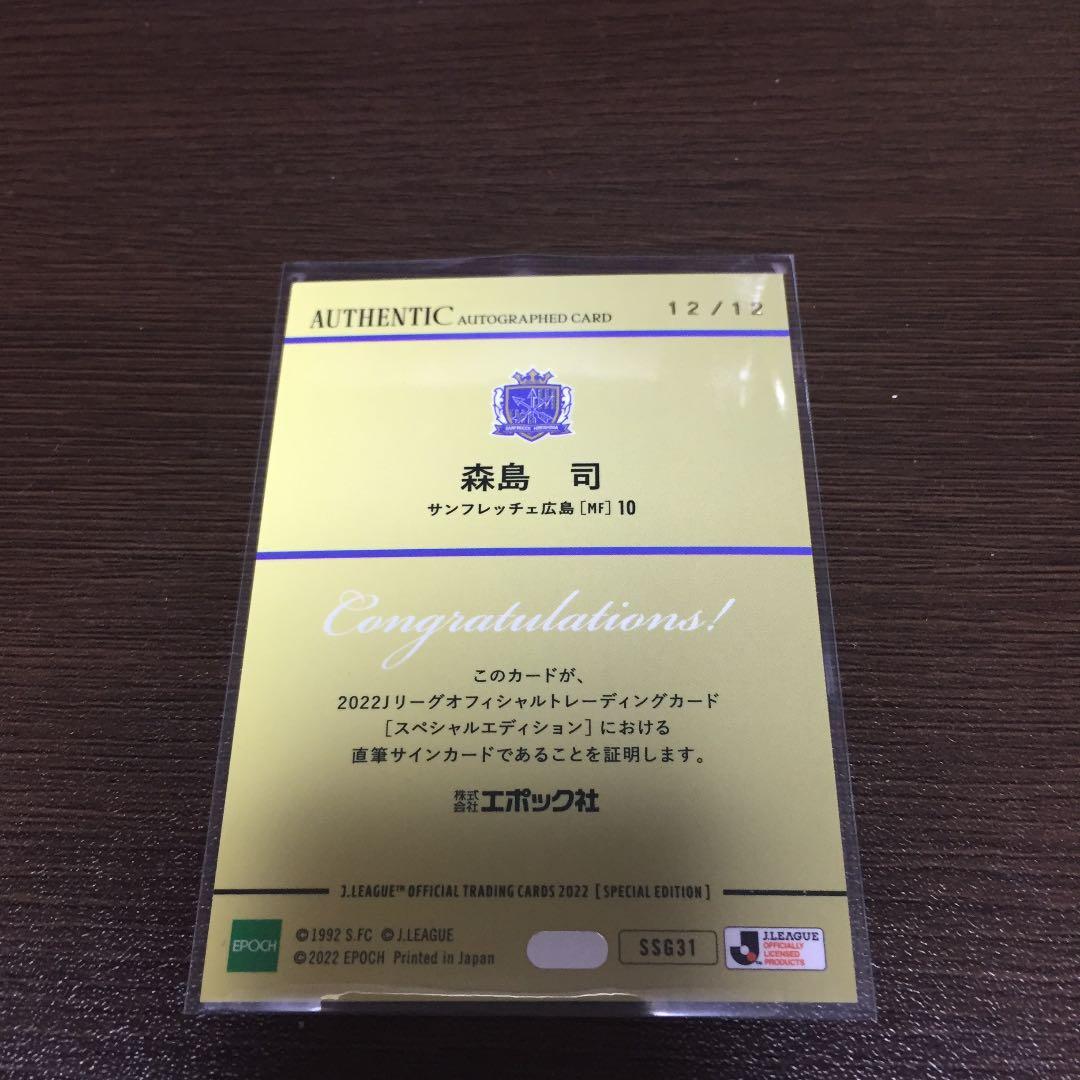 AUTHENTIC AUTOGRAPHED CARD 12/12
SANFRECCE HIROSHIMA
森島 司
サンフレッチェ広島[MF]10
Congratulations!
このカードが、
2022Jリーグオフィシャルトレーディングカード
[スペシャルエディション]における
直筆サインカードであることを証明します。
株式会社エポック社
J.LEAGUE™ OFFICIAL TRADING CARDS 2022 [SPECIAL EDITION]
EPOCH
©1992 S.FC ©J.LEAGUE
©2022 EPOCH Printed in Japan
SSG31
J.LEAGUE
OFFICIALLY
LICENSED
PRODUCTS